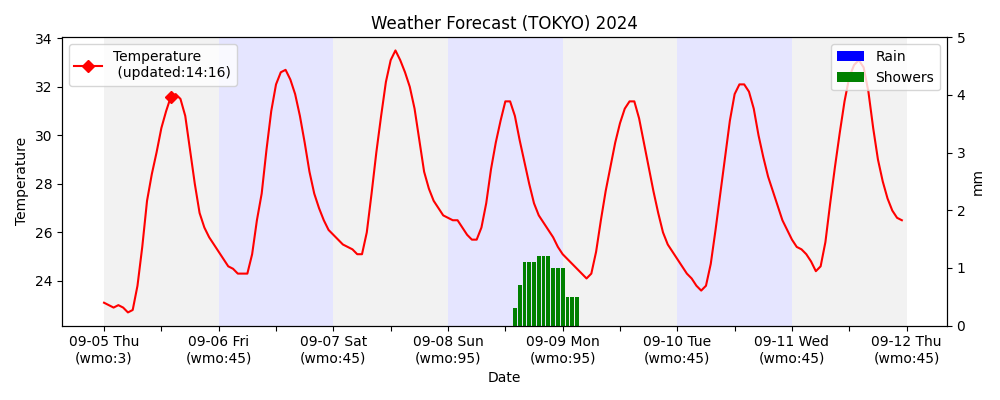 Weather Forecast (TOKYO) 2024
Temperature
(updated:14:16)
Rain
Showers
34
32
30
28
26
24
Temperature
5
4
3
2
1
0
mm
09-05 Thu
(wmo:3)
09-06 Fri
(wmo:45)
09-07 Sat
(wmo:45)
09-08 Sun
(wmo:95)
09-09 Mon
(wmo:95)
09-10 Tue
(wmo:45)
09-11 Wed
(wmo:45)
09-12 Thu
(wmo:45)
Date